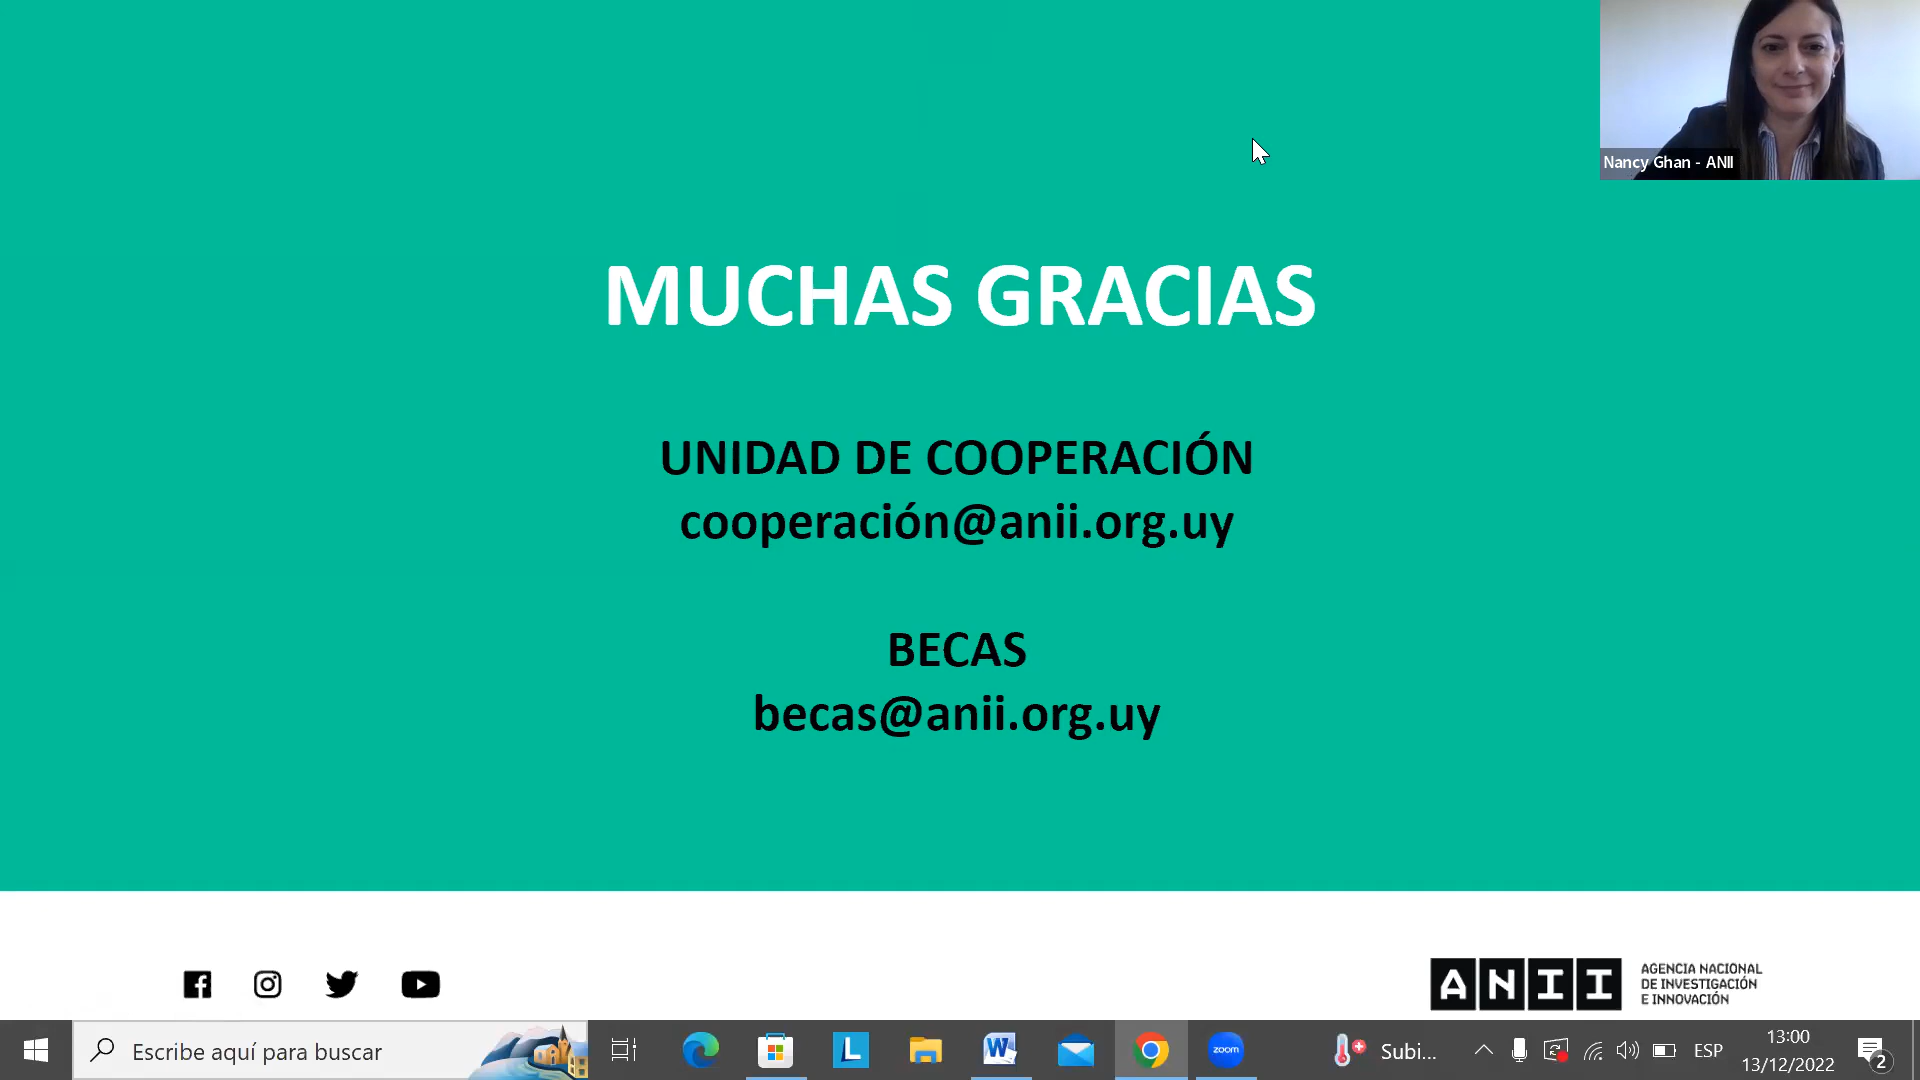 Nancy Ghan - ANII
MUCHAS GRACIAS
UNIDAD DE COOPERACIÓN
cooperación@anii.org.uy
BECAS
becas@anii.org.uy
ANII
AGENCIA NACIONAL
DE INVESTIGACIÓN
E INNOVACIÓN
Escribe aquí para buscar
L
W
zoom
Subi...
ESP
13:00
13/12/2022
2